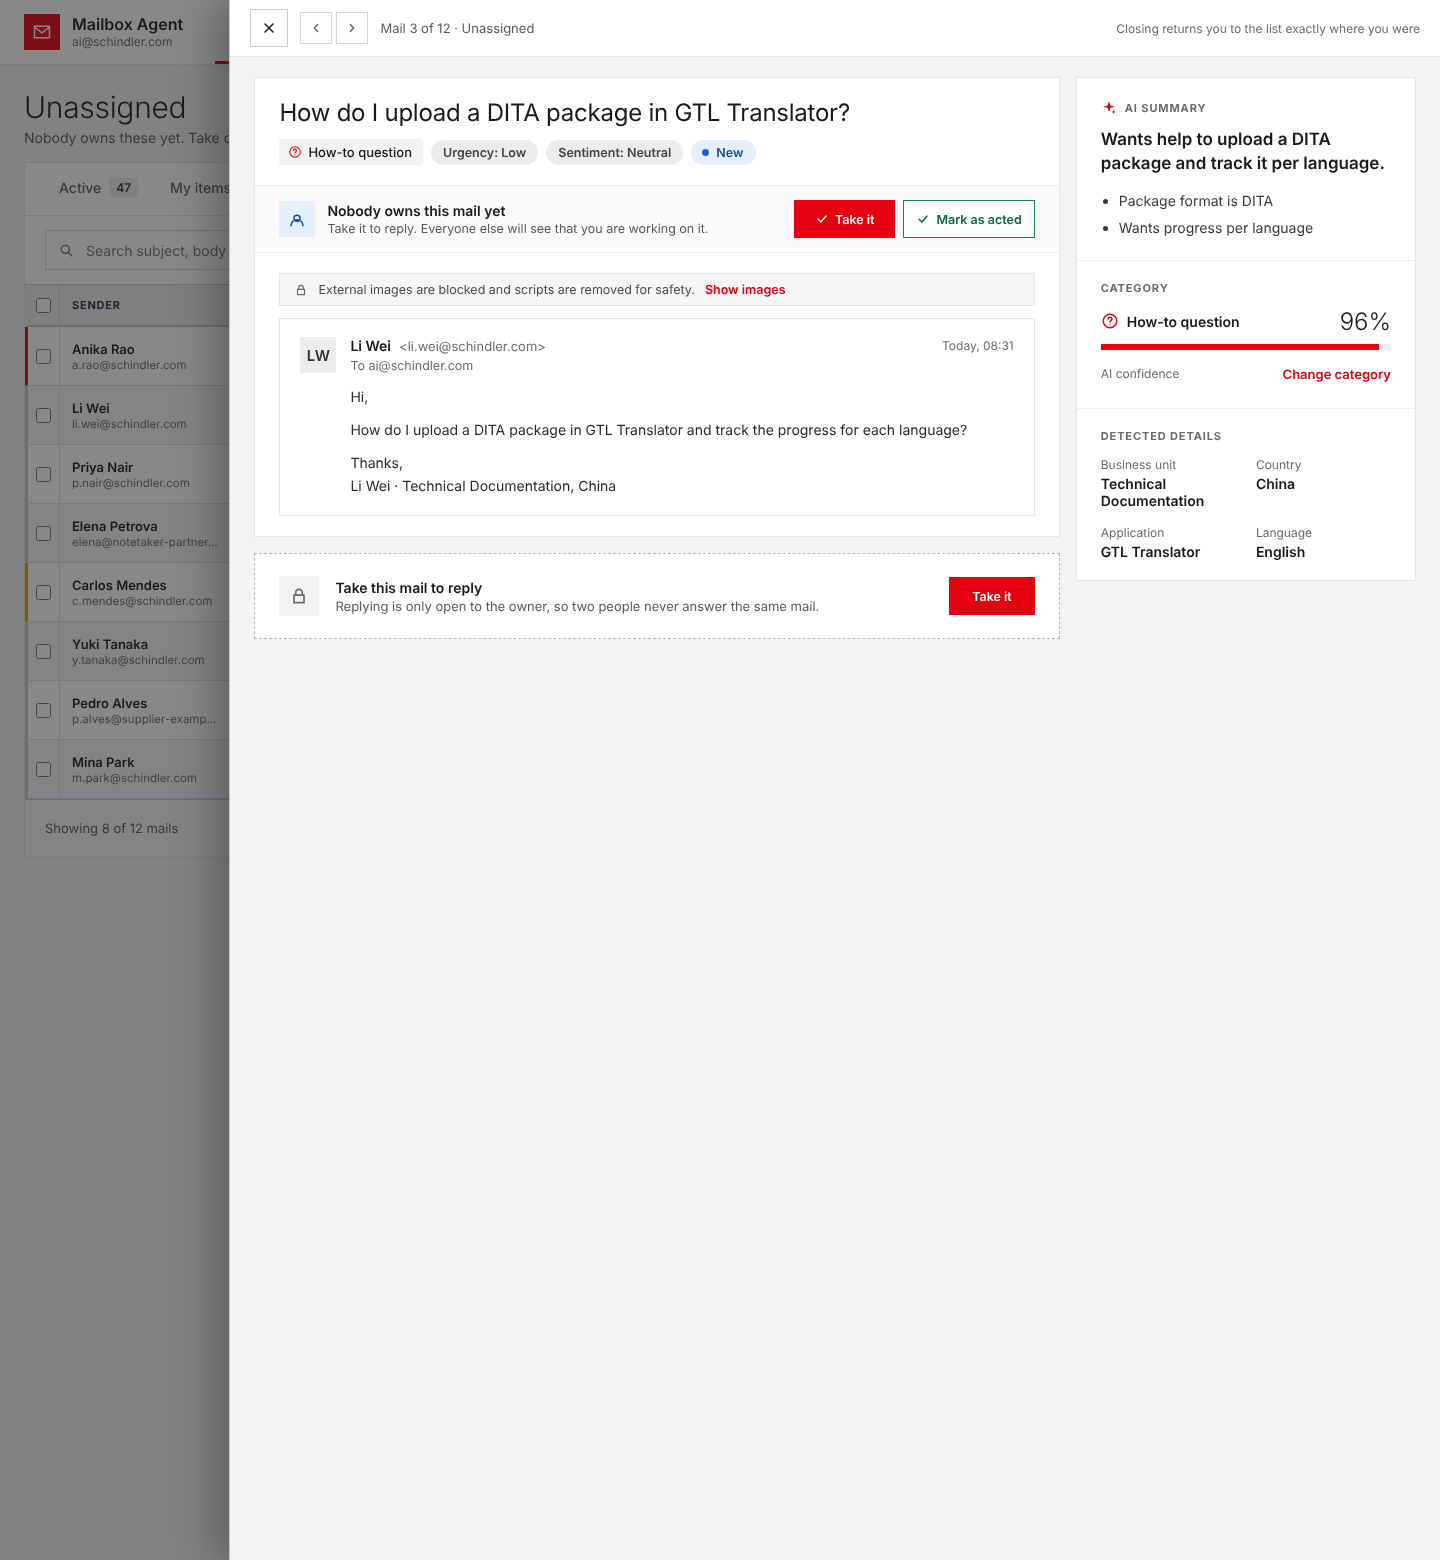 Mailbox Agent
ai@schindler.com
Unassigned
Nobody owns these yet. Take
Active 47 My items
Search subject, body
SENDER
Anika Rao
a.rao@schindler.com
Li Wei
li.wei@schindler.com
Priya Nair
p.nair@schindler.com
Elena Petrova
elena@notetaker-partner...
Carlos Mendes
c.mendes@schindler.com
Yuki Tanaka
y.tanaka@schindler.com
Pedro Alves
p.alves@supplier-examp...
Mina Park
m.park@schindler.com
Showing 8 of 12 mails
Mail 3 of 12 · Unassigned
Closing returns you to the list exactly where you were
How do I upload a DITA package in GTL Translator?
How-to question Urgency: Low Sentiment: Neutral New
Nobody owns this mail yet
Take it to reply. Everyone else will see that you are working on it.
Take it Mark as acted
External images are blocked and scripts are removed for safety. Show images
LW
Li Wei <li.wei@schindler.com> Today, 08:31
To ai@schindler.com
Hi,
How do I upload a DITA package in GTL Translator and track the progress for each language?
Thanks,
Li Wei · Technical Documentation, China
Take this mail to reply
Replying is only open to the owner, so two people never answer the same mail.
Take it
AI SUMMARY
Wants help to upload a DITA
package and track it per language.
• Package format is DITA
• Wants progress per language
CATEGORY
How-to question 96%
AI confidence Change category
DETECTED DETAILS
Business unit Country
Technical China
Documentation
Application Language
GTL Translator English